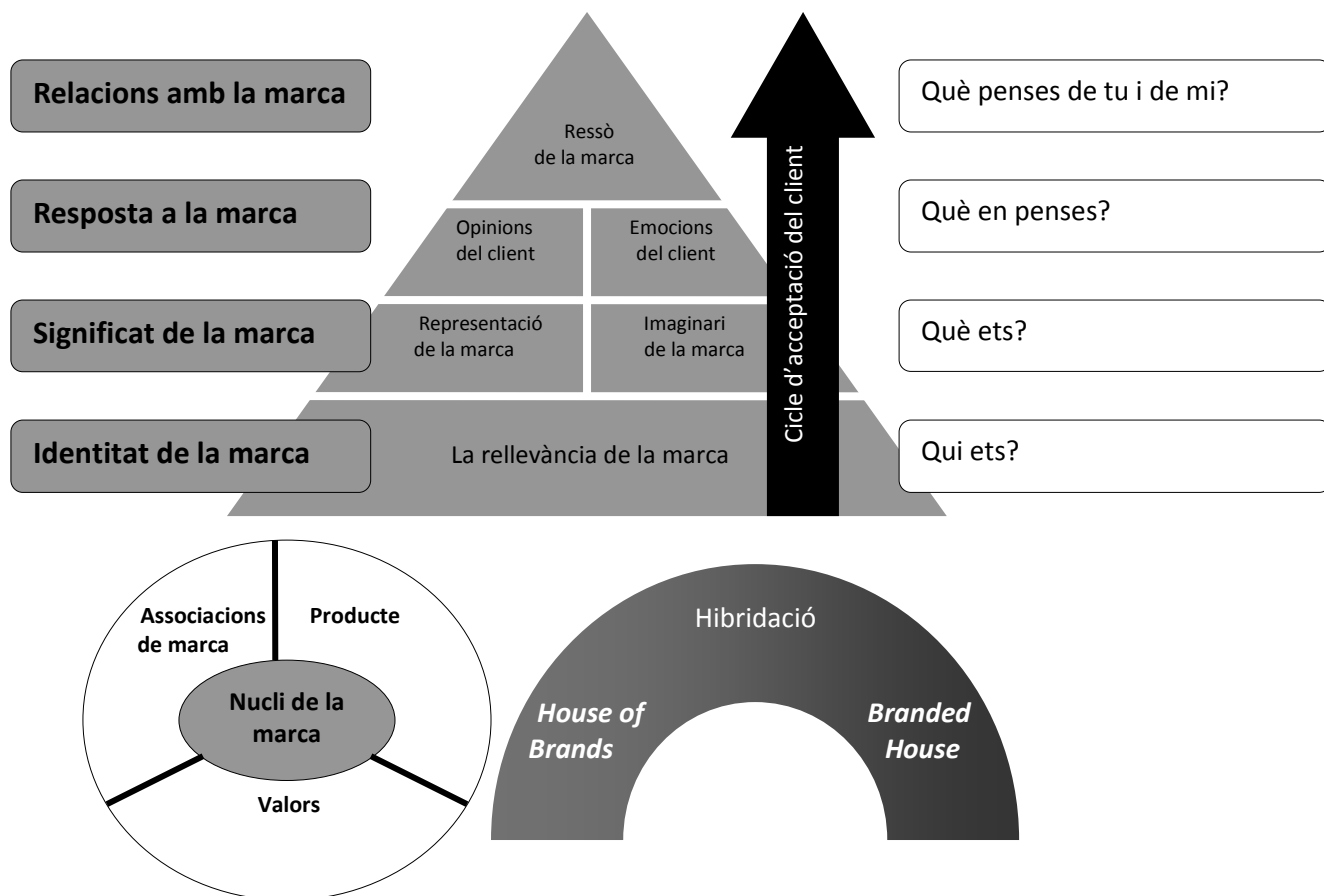 Relacions amb la marca
Ressò
de la marca
Què penses de tu i de mi?
Resposta a la marca
Opinions
del client
Emocions
del client
Què en penses?
Significat de la marca
Representació
de la marca
Imaginari
de la marca
Què ets?
Identitat de la marca
La rellevància de la marca
Qui ets?
Cicle d’acceptació del client
Associacions
de marca
Producte
Nucli de la
marca
Valors
Hibridació
House of
Brands
Branded
House